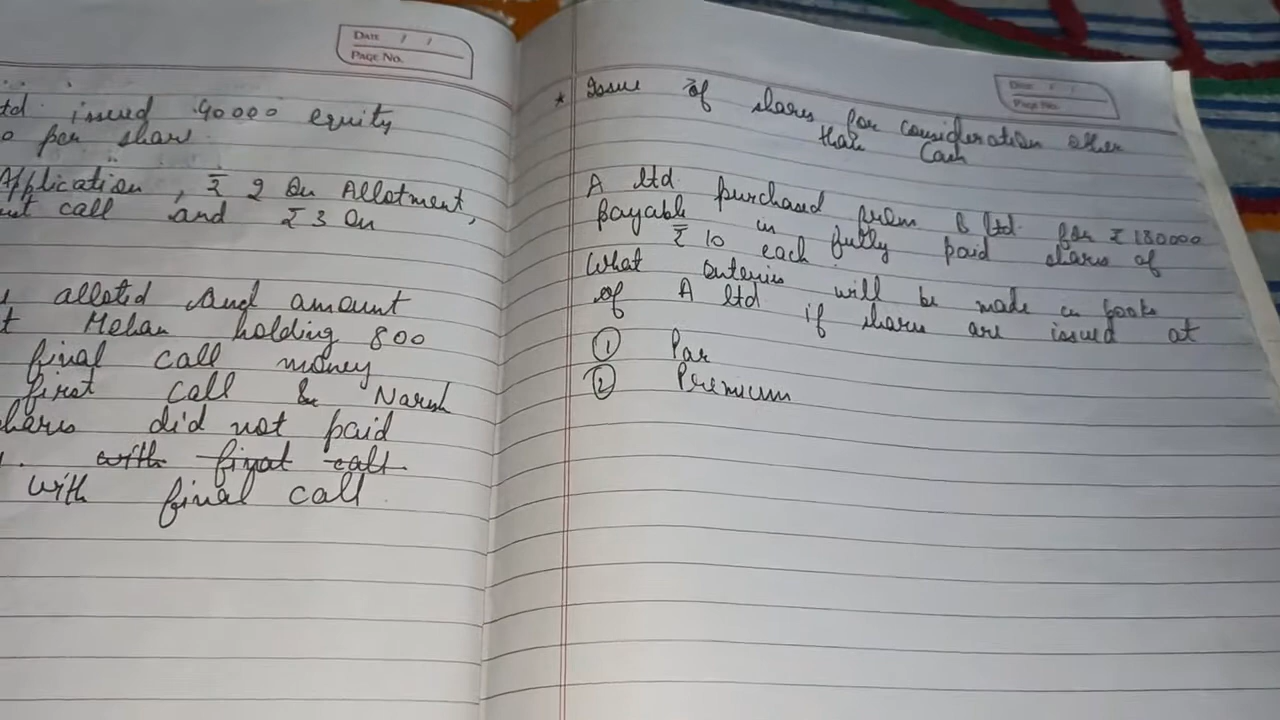 DATE / /
PAGE NO.
td issued 40000 equity
0 per share
Application, ₹ 2 On Allotment,
call and ₹ 3 On
allotid And amount
Mohan holding 800
final call money
first call & Naresh
shares did not paid
with final call
with final call
Date / /
Page No.
* Issue of shares for consideration other
than Cash
A ltd. purchased from B ltd. for ₹ 180000
payable in fully paid shares of
₹ 10 each.
What enteries will be made in books
of A ltd if shares are issued at
① Par
② Premium